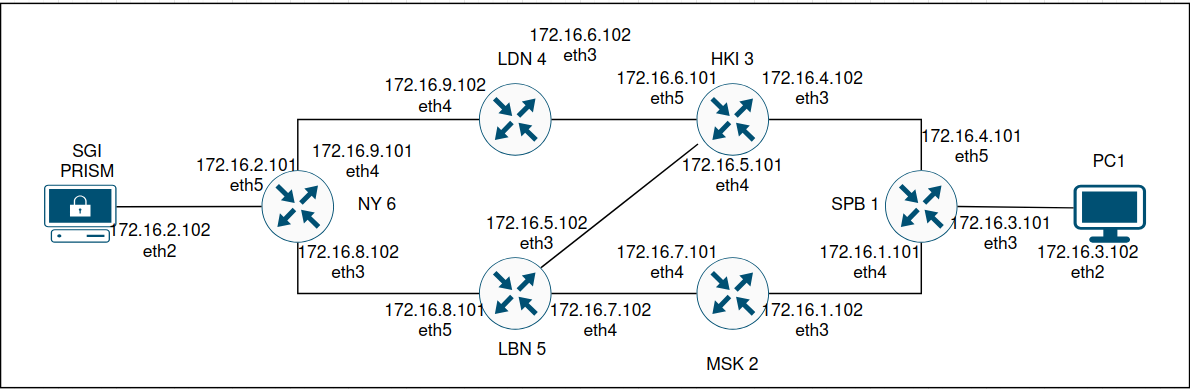 172.16.6.102
eth3
LDN 4
HKI 3
172.16.9.102
eth4
172.16.6.101
eth5
172.16.4.102
eth3
SGI
PRISM
172.16.2.101
eth5
172.16.9.101
eth4
172.16.4.101
eth5
PC1
172.16.5.101
eth4
NY 6
SPB 1
172.16.2.102
eth2
172.16.5.102
eth3
172.16.3.101
eth3
172.16.8.102
eth3
172.16.7.101
eth4
172.16.1.101
eth4
172.16.3.102
eth2
172.16.8.101
eth5
172.16.7.102
eth4
172.16.1.102
eth3
LBN 5
MSK 2